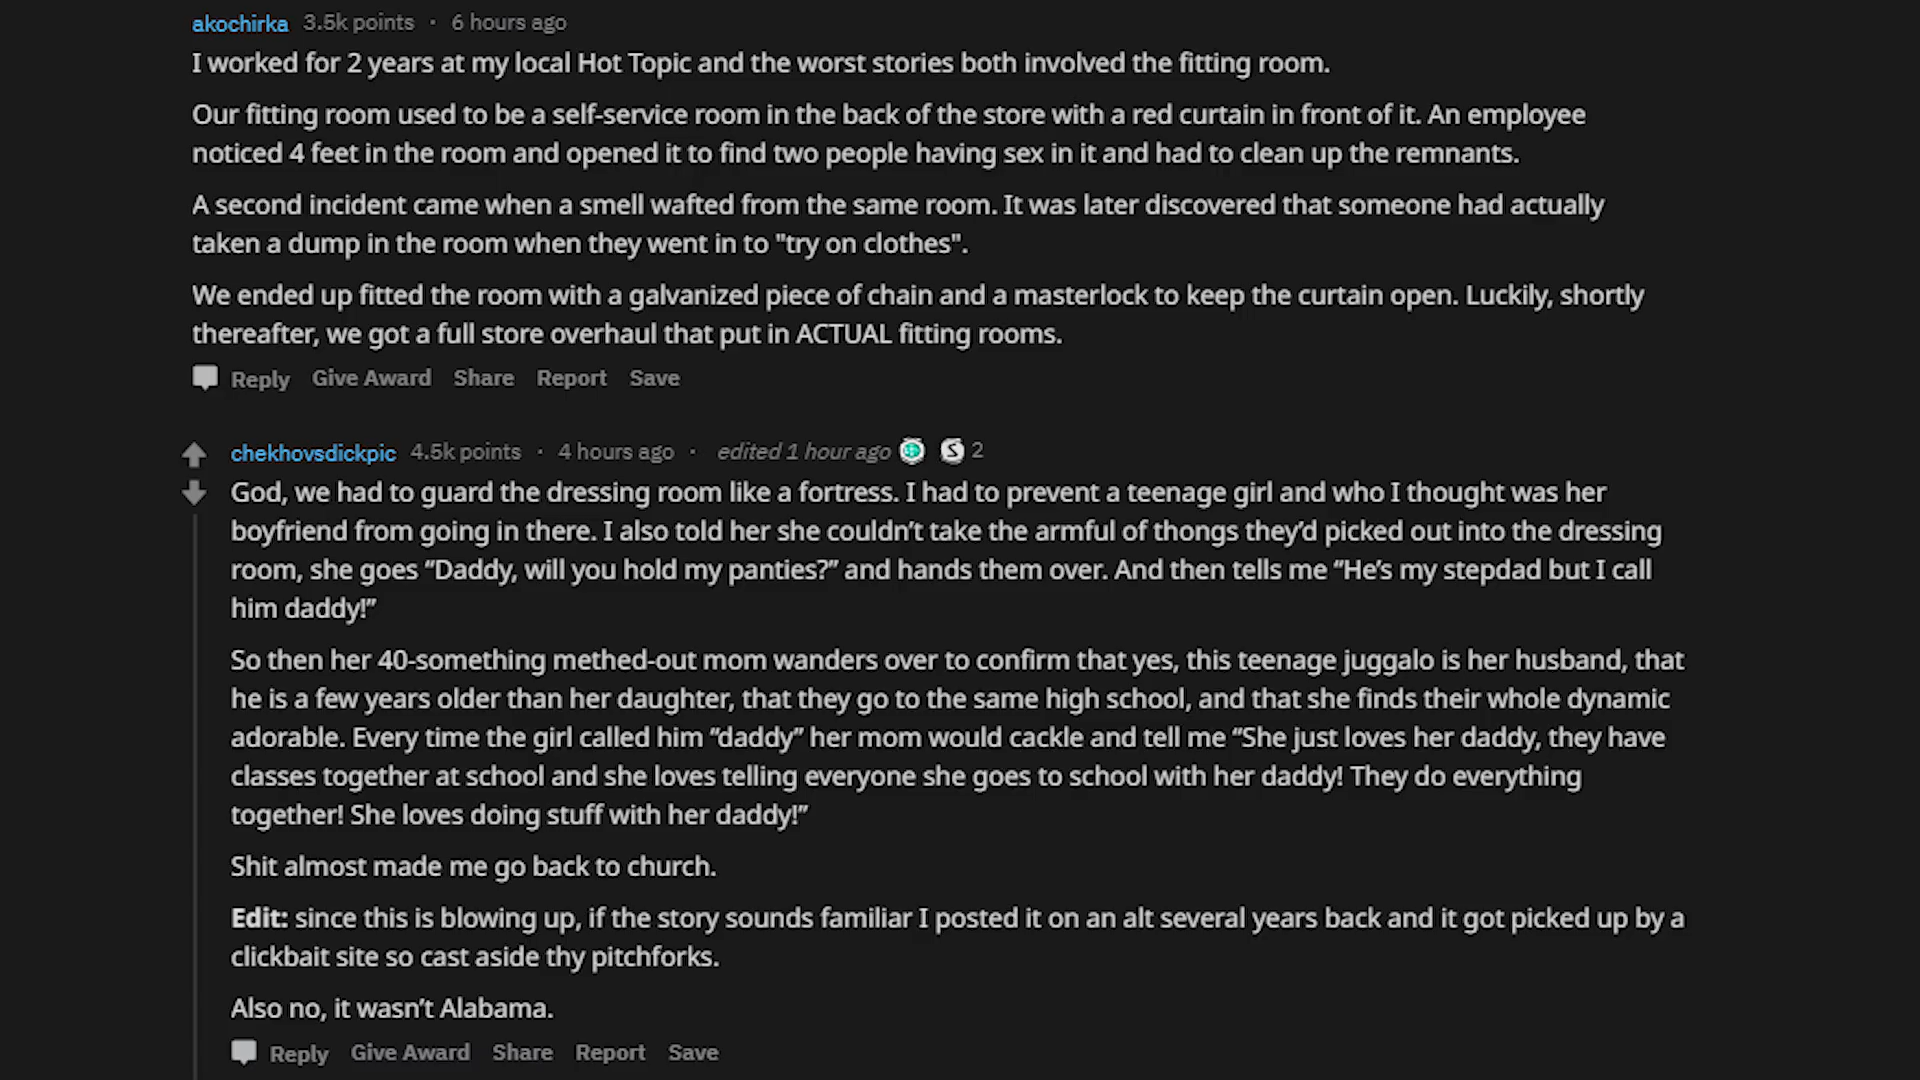 akochirka 3.5k points · 6 hours ago
I worked for 2 years at my local Hot Topic and the worst stories both involved the fitting room.
Our fitting room used to be a self-service room in the back of the store with a red curtain in front of it. An employee
noticed 4 feet in the room and opened it to find two people having sex in it and had to clean up the remnants.
A second incident came when a smell wafted from the same room. It was later discovered that someone had actually
taken a dump in the room when they went in to "try on clothes".
We ended up fitted the room with a galvanized piece of chain and a masterlock to keep the curtain open. Luckily, shortly
thereafter, we got a full store overhaul that put in ACTUAL fitting rooms.
Reply Give Award Share Report Save
chekhovsdickpic 4.5k points · 4 hours ago · edited 1 hour ago S 2
God, we had to guard the dressing room like a fortress. I had to prevent a teenage girl and who I thought was her
boyfriend from going in there. I also told her she couldn’t take the armful of thongs they’d picked out into the dressing
room, she goes “Daddy, will you hold my panties?” and hands them over. And then tells me “He’s my stepdad but I call
him daddy!”
So then her 40-something methed-out mom wanders over to confirm that yes, this teenage juggalo is her husband, that
he is a few years older than her daughter, that they go to the same high school, and that she finds their whole dynamic
adorable. Every time the girl called him “daddy” her mom would cackle and tell me “She just loves her daddy, they have
classes together at school and she loves telling everyone she goes to school with her daddy! They do everything
together! She loves doing stuff with her daddy!”
Shit almost made me go back to church.
Edit: since this is blowing up, if the story sounds familiar I posted it on an alt several years back and it got picked up by a
clickbait site so cast aside thy pitchforks.
Also no, it wasn’t Alabama.
Reply Give Award Share Report Save